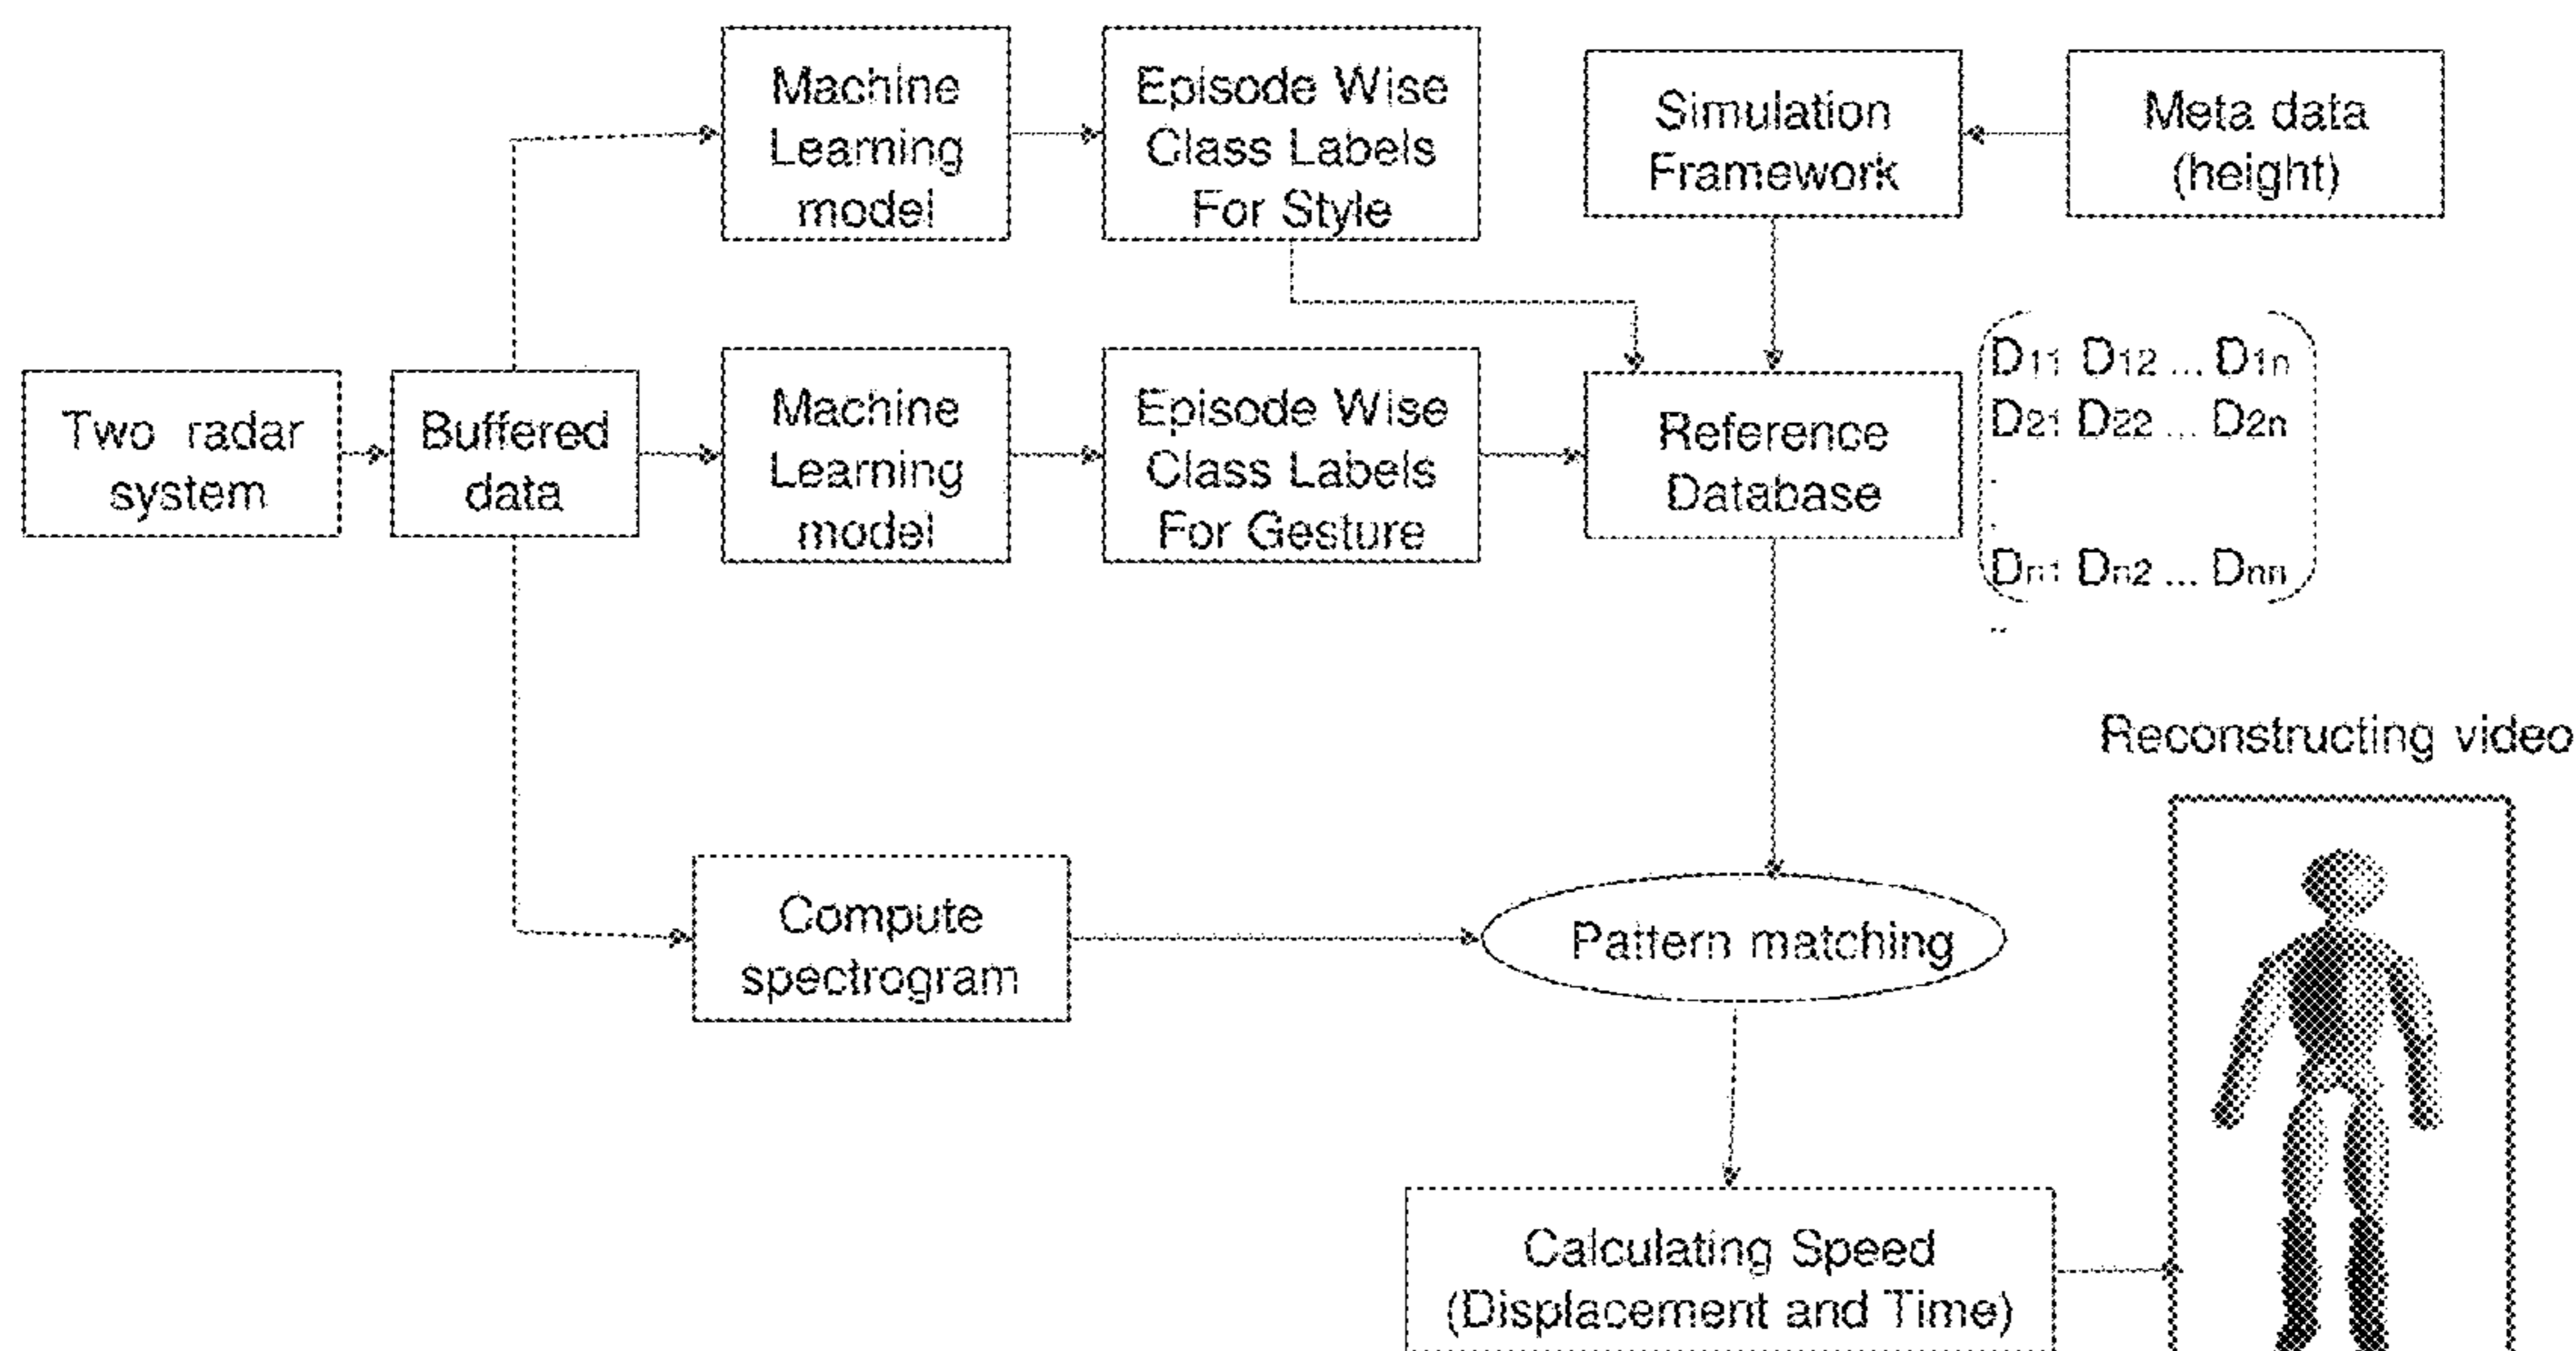 Machine
Learning
model
Episode Wise
Class Labels
For Style
Simulation
Framework
Meta data
(height)
Two radar
system
Buffered
data
Machine
Learning
model
Episode Wise
Class Labels
For Gesture
Reference
Database
D11 D12 ... D1n
D21 D22 ... D2n
.
.
Dn1 Dn2 ... Dnn
..
Reconstructing video
Compute
spectrogram
Pattern matching
Calculating Speed
(Displacement and Time)